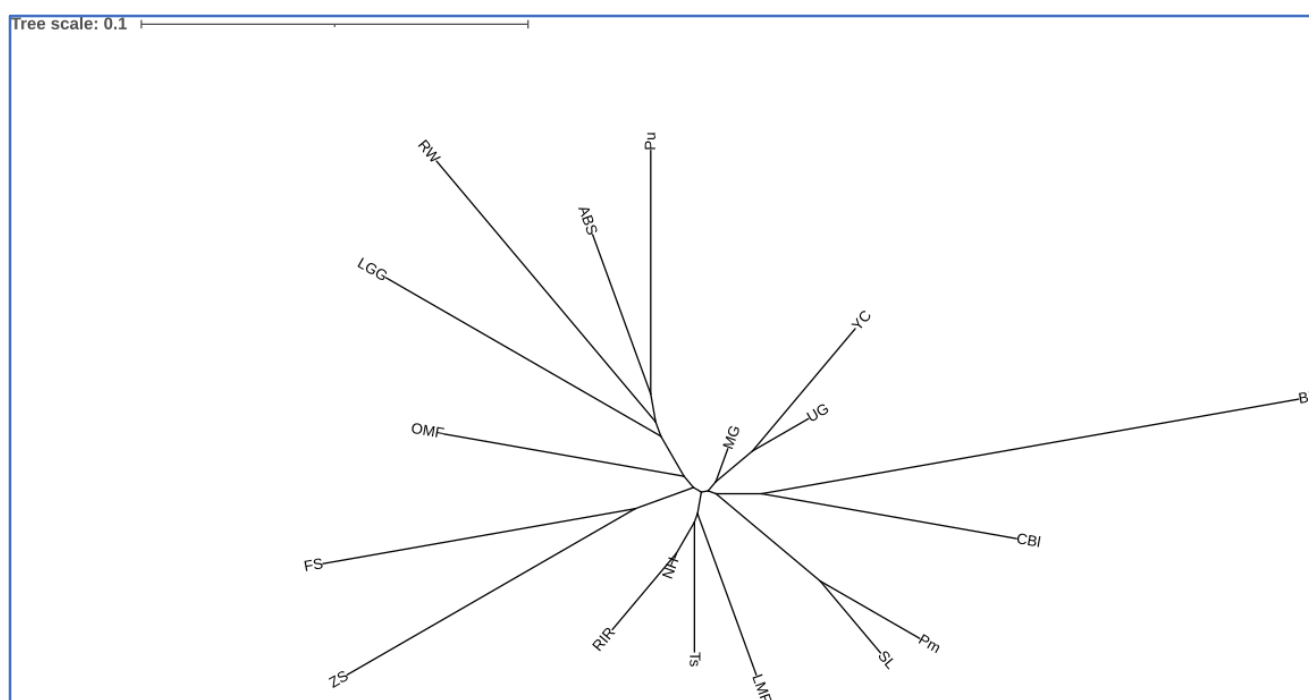 Tree scale: 0.1
Pu
RW
ABS
LGG
YC
B
UG
OMF
MG
CBI
FS
NH
RIR
Pm
Ts
SL
ZS